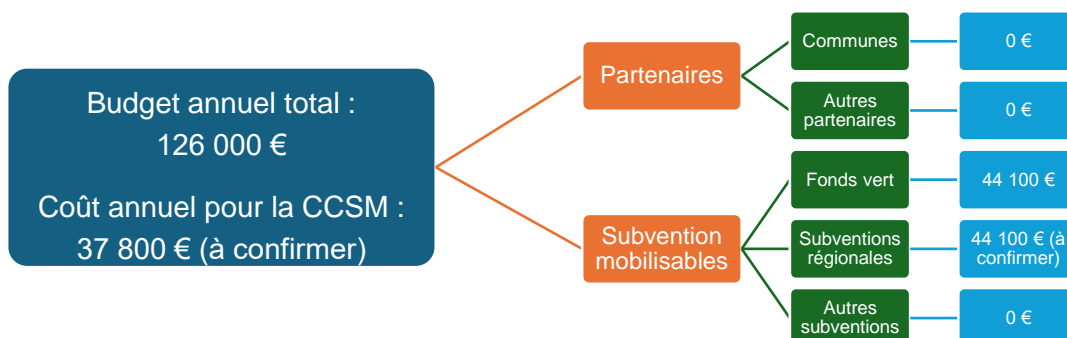 Budget annuel total :
126 000 €
Coût annuel pour la CCSM :
37 800 € (à confirmer)
Partenaires
Communes
0 €
Autres
partenaires
0 €
Subvention
mobilisables
Fonds vert
44 100 €
Subventions
régionales
44 100 € (à
confirmer)
Autres
subventions
0 €